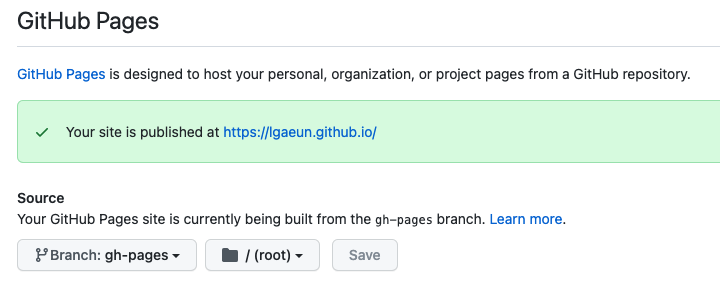 GitHub Pages
GitHub Pages is designed to host your personal, organization, or project pages from a GitHub repository.
Your site is published at https://lgaeun.github.io/
Source
Your GitHub Pages site is currently being built from the gh-pages branch. Learn more.
Branch: gh-pages / (root) Save